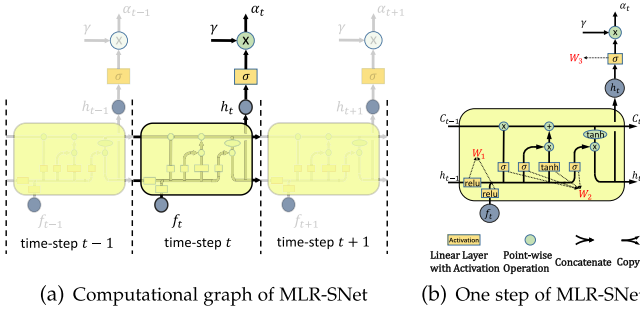 α_{t−1}
α_t
α_{t+1}
α_t
γ X
γ X
γ X
γ X
σ
σ
σ
W_3 σ
h_{t−1}
h_t
h_{t+1}
h_t
C_{t−1} x + C_t
tanh
x x
W_1
σ σ tanh σ
h_{t−1} relu h_t
relu W_2
f_{t−1}
f_t
f_{t+1}
f_t
time-step t − 1
time-step t
time-step t + 1
Activation
Linear Layer
with Activation
Point-wise
Operation
Concatenate
Copy
(a) Computational graph of MLR-SNet
(b) One step of MLR-SNe